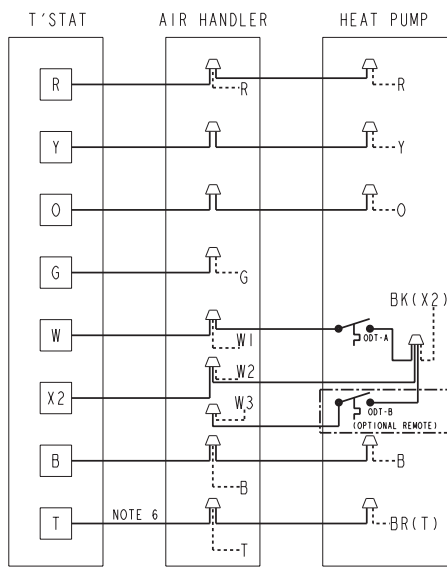 T'STAT AIR HANDLER HEAT PUMP
R R R
Y Y
O O
G G
BK(X2)
W W1 ODT-A
W2
X2 W3 ODT-B
(OPTIONAL REMOTE)
B B B
T NOTE 6 T BR(T)